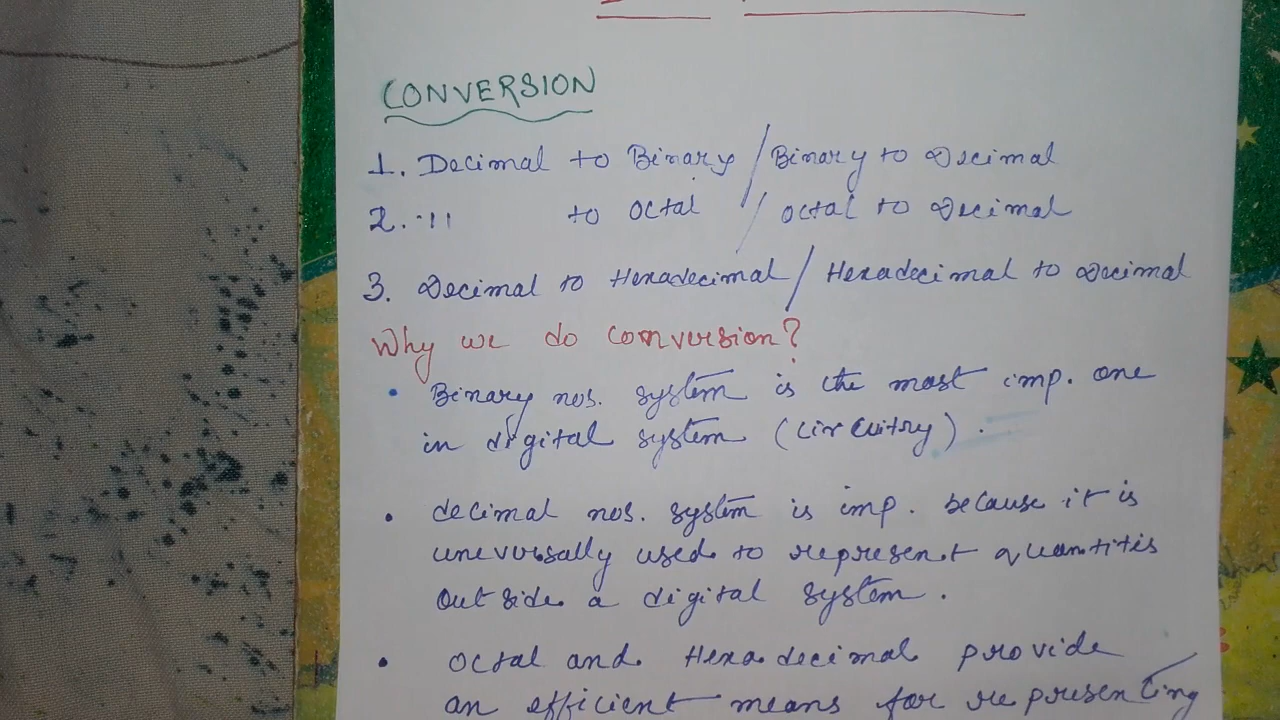 CONVERSION
1. Decimal to Binary / Binary to Decimal
2. " to Octal / Octal to Decimal
3. Decimal to Hexadecimal / Hexadecimal to Decimal
Why we do conversion?
• Binary nos. system is the most imp. one
in digital system (circuitry).
• decimal nos. system is imp. because it is
uneversally used to represent quantitis
outside a digital system.
• Octal and Hexadecimal provide
an efficient means for representing